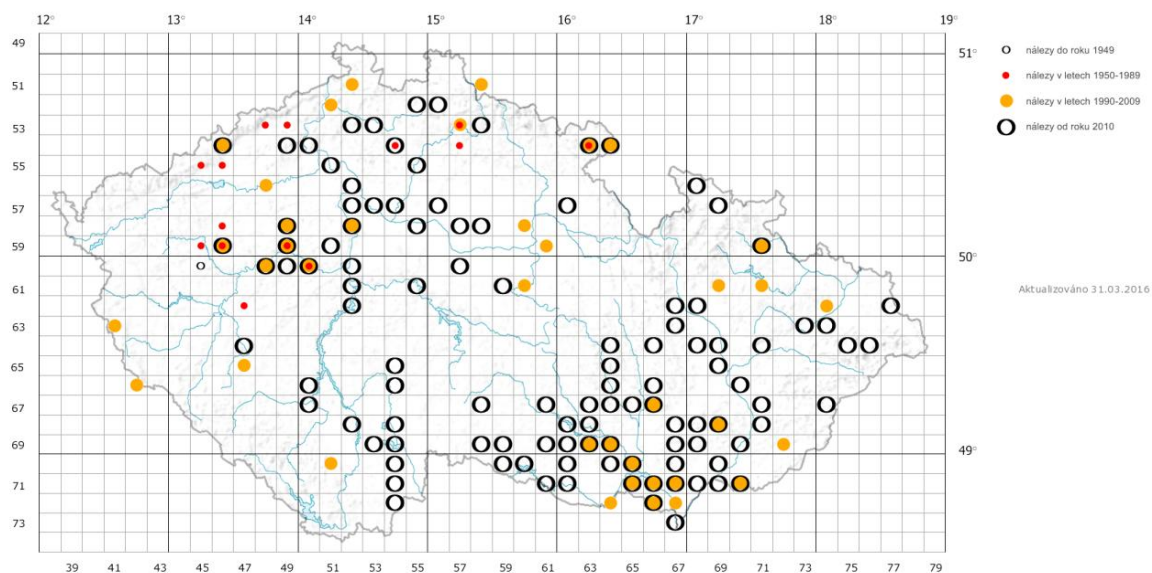 12° 13° 14° 15° 16° 17° 18° 19°
49
51°
51
53
55
57
59
50°
61
63
65
67
69
49°
71
73
39 41 45 47 49 51 53 55 57 59 61 63 65 67 69 71 73 75 77 79
nálezy do roku 1949
nálezy v letech 1950-1989
nálezy v letech 1990-2009
nálezy od roku 2010
Aktualizováno 31.03.2016